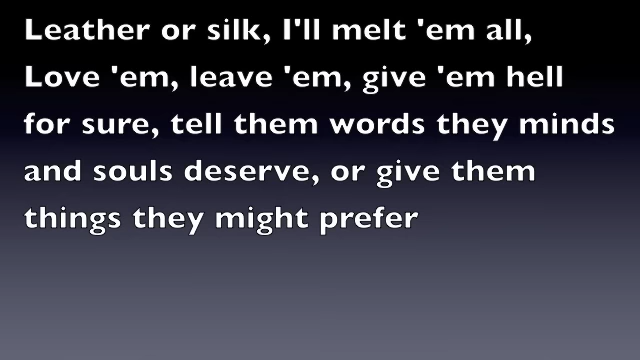 Leather or silk, I'll melt 'em all,
Love 'em, leave 'em, give 'em hell
for sure, tell them words they minds
and souls deserve, or give them
things they might prefer